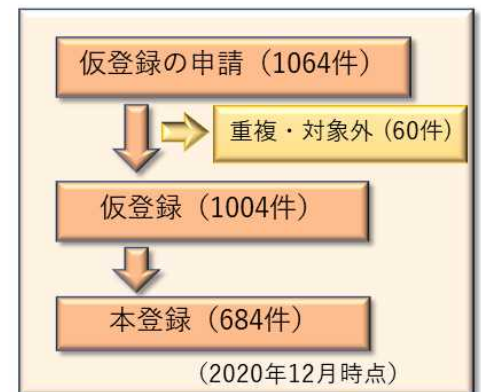 仮登録の申請（1064件）
重複・対象外（60件）
仮登録（1004件）
本登録（684件）
（2020年12月時点）